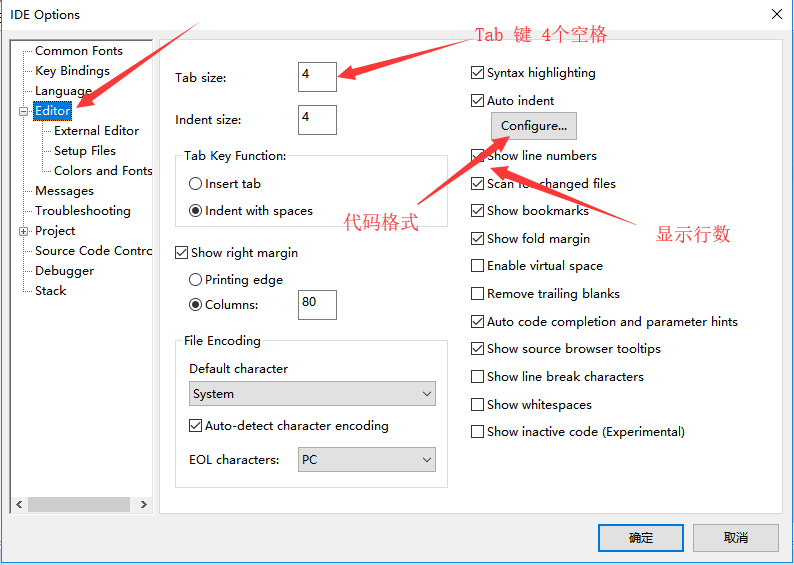 IDE Options
Common Fonts
Key Bindings
Language
Editor
External Editor
Setup Files
Colors and Fonts
Messages
Troubleshooting
Project
Source Code Contro
Debugger
Stack
Tab 键 4个空格
Tab size:
4
Indent size:
4
Tab Key Function:
Insert tab
Indent with spaces
Show right margin
Printing edge
Columns:
80
File Encoding
Default character
System
Auto-detect character encoding
EOL characters:
PC
Syntax highlighting
Auto indent
Configure...
Show line numbers
Scan for changed files
代码格式
显示行数
Show bookmarks
Show fold margin
Enable virtual space
Remove trailing blanks
Auto code completion and parameter hints
Show source browser tooltips
Show line break characters
Show whitespaces
Show inactive code (Experimental)
确定
取消